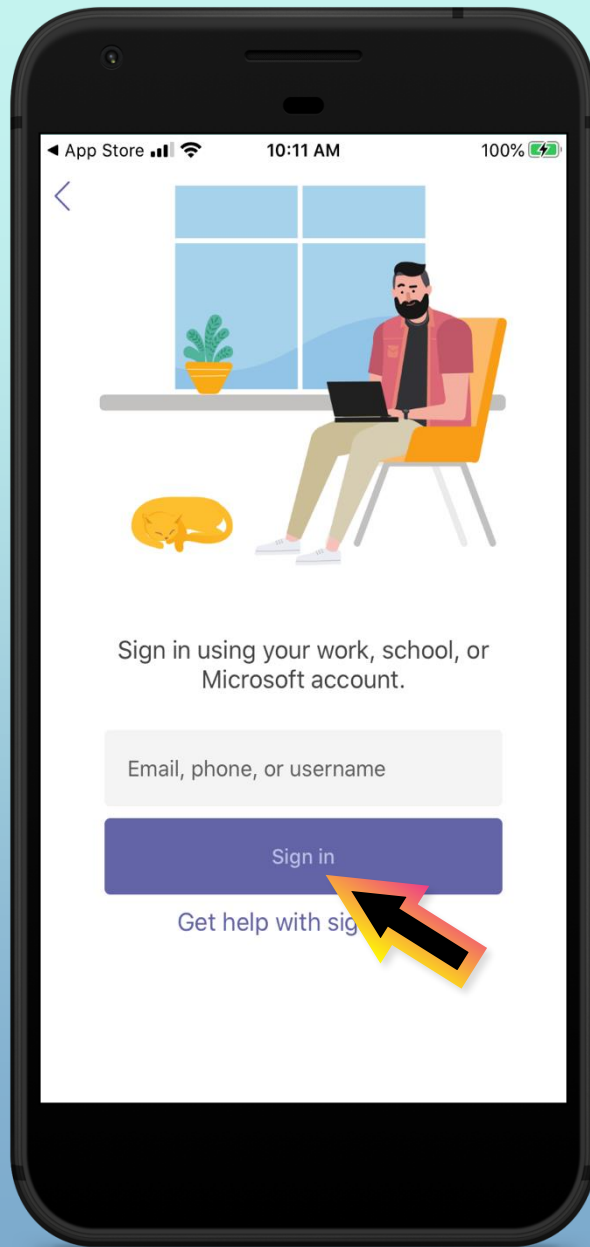 ◀ App Store 10:11 AM 100%
Sign in using your work, school, or
Microsoft account.
Email, phone, or username
Sign in
Get help with sig